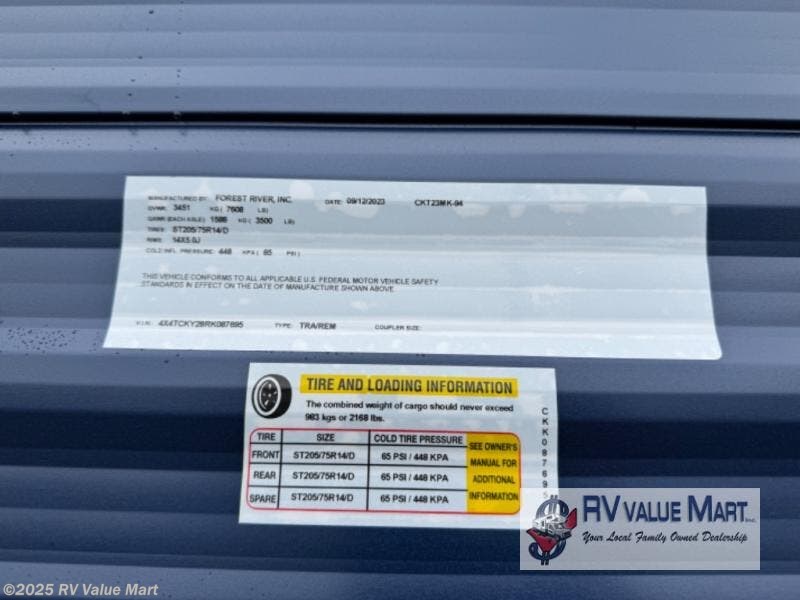 MANUFACTURED BY: FOREST RIVER, INC. DATE: 09/12/2023 CKT23MK-94
GVWR: 3451 KG ( 7608 LB)
GAWR (EACH AXLE) 1588 KG ( 3500 LB)
TIRES: ST205/75R14/D
RIMS: 14X5.0J
COLD INFL. PRESSURE: 448 KPA ( 65 PSI )
THIS VEHICLE CONFORMS TO ALL APPLICABLE U.S. FEDERAL MOTOR VEHICLE SAFETY
STANDARDS IN EFFECT ON THE DATE OF MANUFACTURE SHOWN ABOVE
V.I.N.: 4X4TCKY28RK087695 TYPE: TRA/REM COUPLER SIZE:
TIRE AND LOADING INFORMATION
The combined weight of cargo should never exceed
983 kgs or 2168 lbs.
TIRE SIZE COLD TIRE PRESSURE SEE OWNER'S
FRONT ST205/75R14/D 65 PSI / 448 KPA MANUAL FOR
REAR ST205/75R14/D 65 PSI / 448 KPA ADDITIONAL
SPARE ST205/75R14/D 65 PSI / 448 KPA INFORMATION
CKK087695
RV VALUE MART Inc.
Your Local Family Owned Dealership
©2025 RV Value Mart